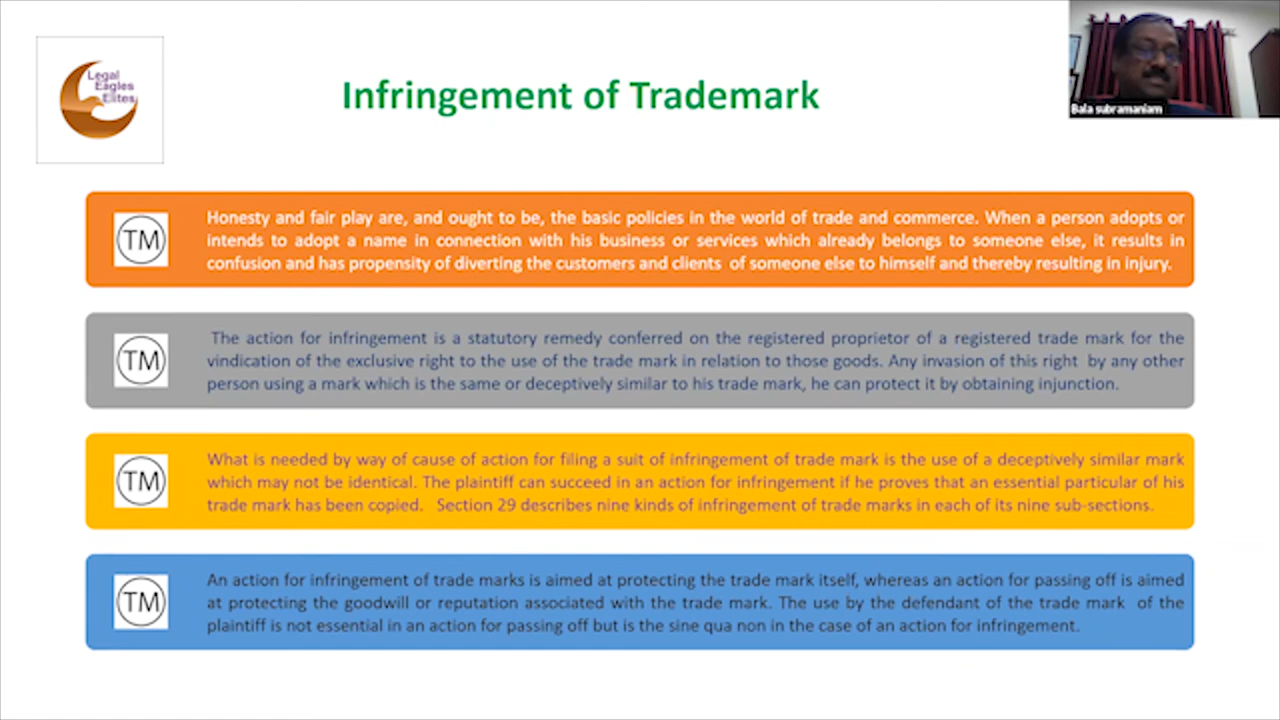 Legal
Eagles
Elites
Infringement of Trademark
Bala subramaniam
TM
Honesty and fair play are, and ought to be, the basic policies in the world of trade and commerce. When a person adopts or
intends to adopt a name in connection with his business or services which already belongs to someone else, it results in
confusion and has propensity of diverting the customers and clients of someone else to himself and thereby resulting in injury.
TM
The action for infringement is a statutory remedy conferred on the registered proprietor of a registered trade mark for the
vindication of the exclusive right to the use of the trade mark in relation to those goods. Any invasion of this right by any other
person using a mark which is the same or deceptively similar to his trade mark, he can protect it by obtaining injunction.
TM
What is needed by way of cause of action for filing a suit of infringement of trade mark is the use of a deceptively similar mark
which may not be identical. The plaintiff can succeed in an action for infringement if he proves that an essential particular of his
trade mark has been copied. Section 29 describes nine kinds of infringement of trade marks in each of its nine sub-sections.
TM
An action for infringement of trade marks is aimed at protecting the trade mark itself, whereas an action for passing off is aimed
at protecting the goodwill or reputation associated with the trade mark. The use by the defendant of the trade mark of the
plaintiff is not essential in an action for passing off but is the sine qua non in the case of an action for infringement.